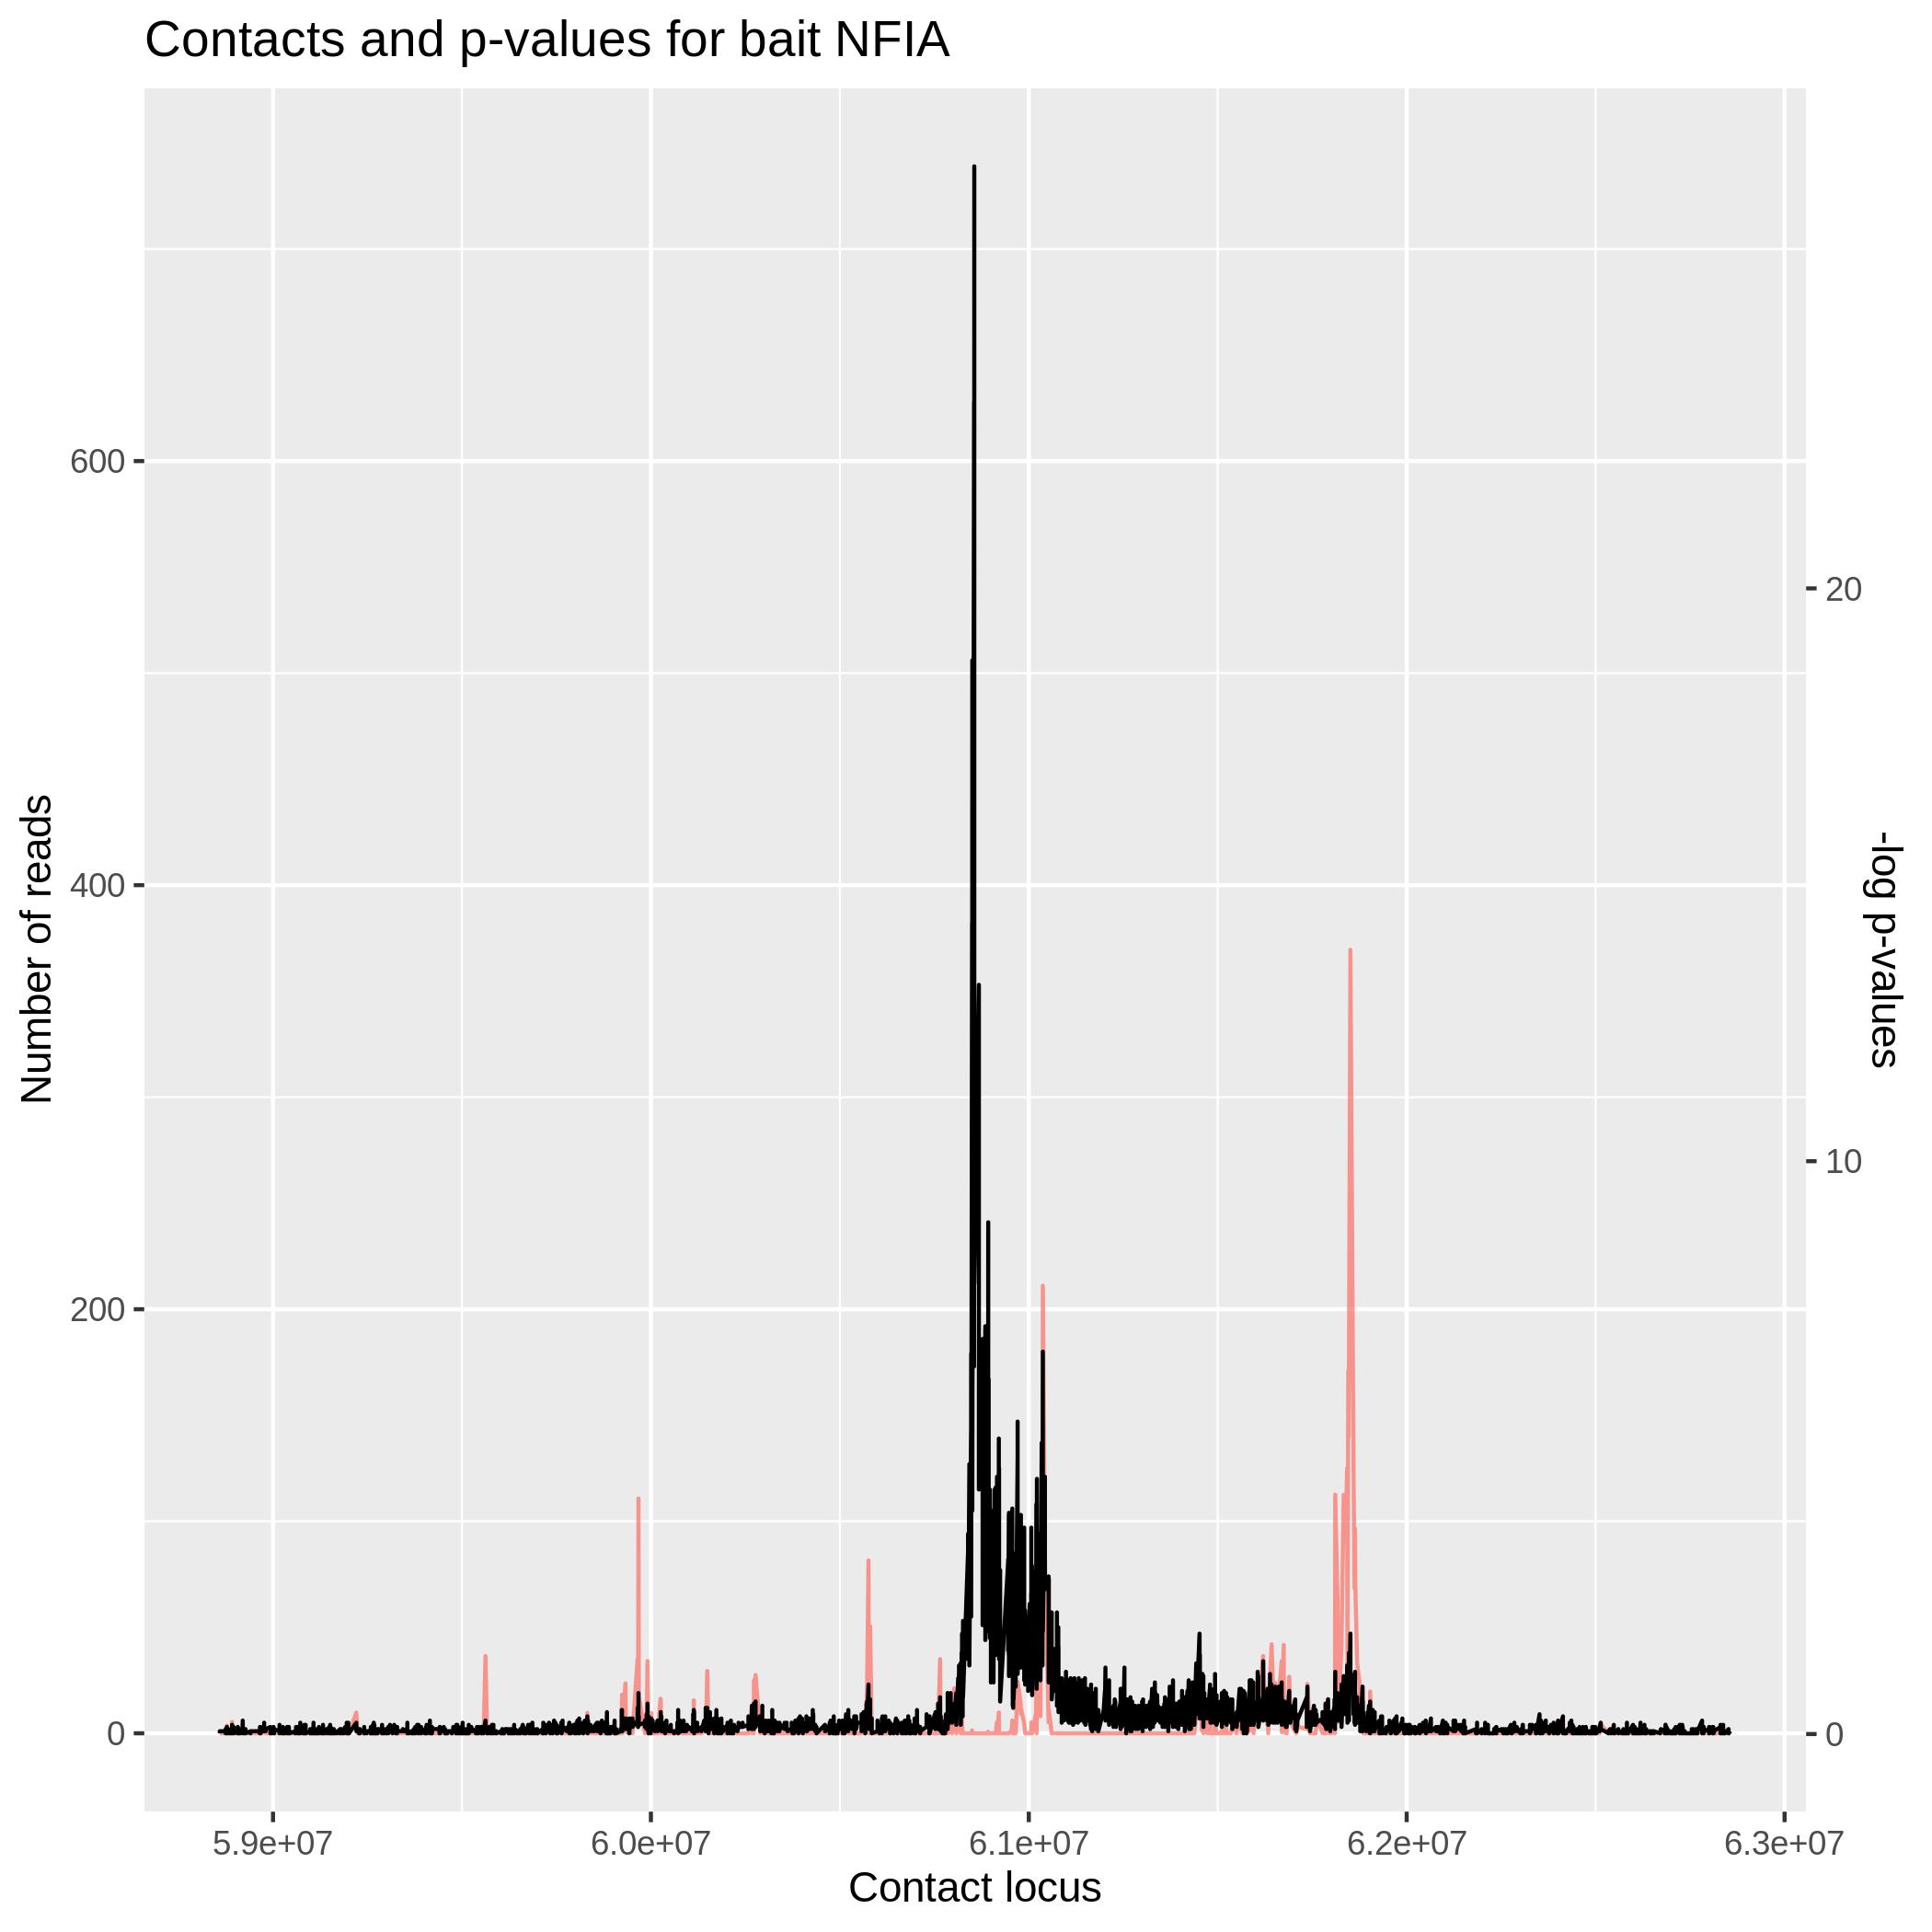 Contacts and p-values for bait NFIA
Number of reads
600
400
200
0
20
10
0
-log p-values
5.9e+07
6.0e+07
6.1e+07
6.2e+07
6.3e+07
Contact locus